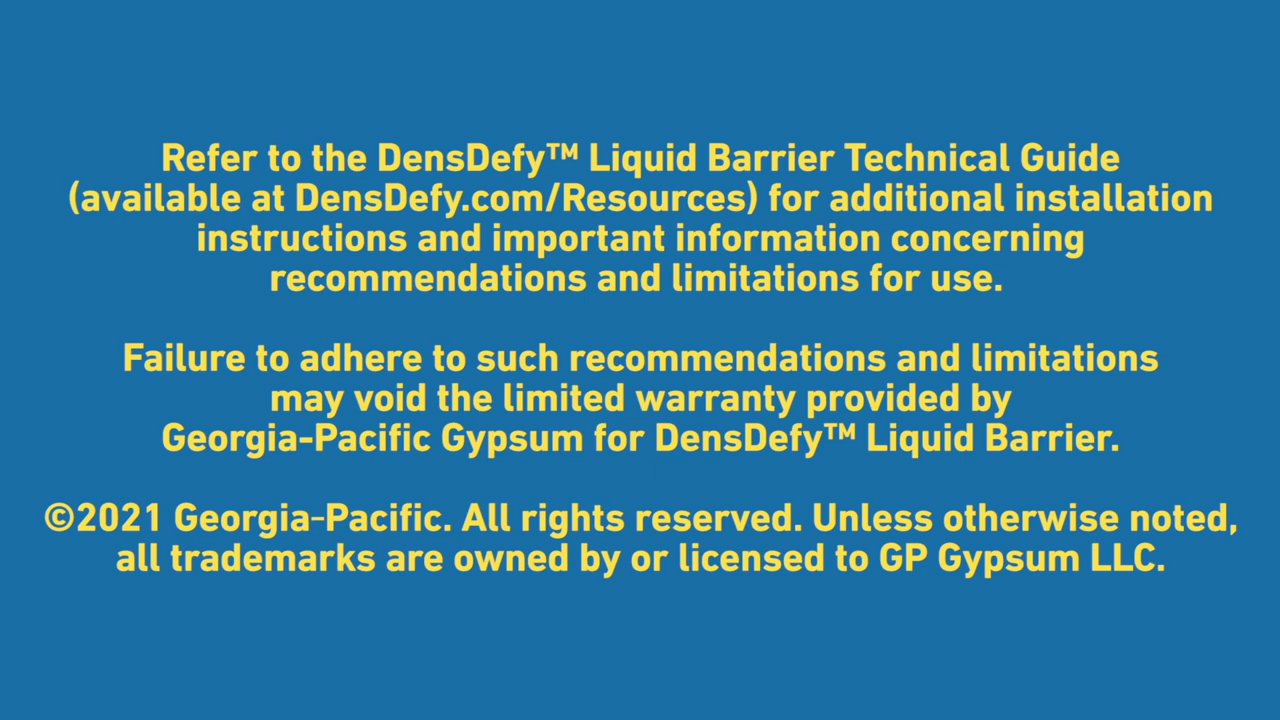 Refer to the DensDefy™ Liquid Barrier Technical Guide
(available at DensDefy.com/Resources) for additional installation
instructions and important information concerning
recommendations and limitations for use.
Failure to adhere to such recommendations and limitations
may void the limited warranty provided by
Georgia-Pacific Gypsum for DensDefy™ Liquid Barrier.
©2021 Georgia-Pacific. All rights reserved. Unless otherwise noted,
all trademarks are owned by or licensed to GP Gypsum LLC.